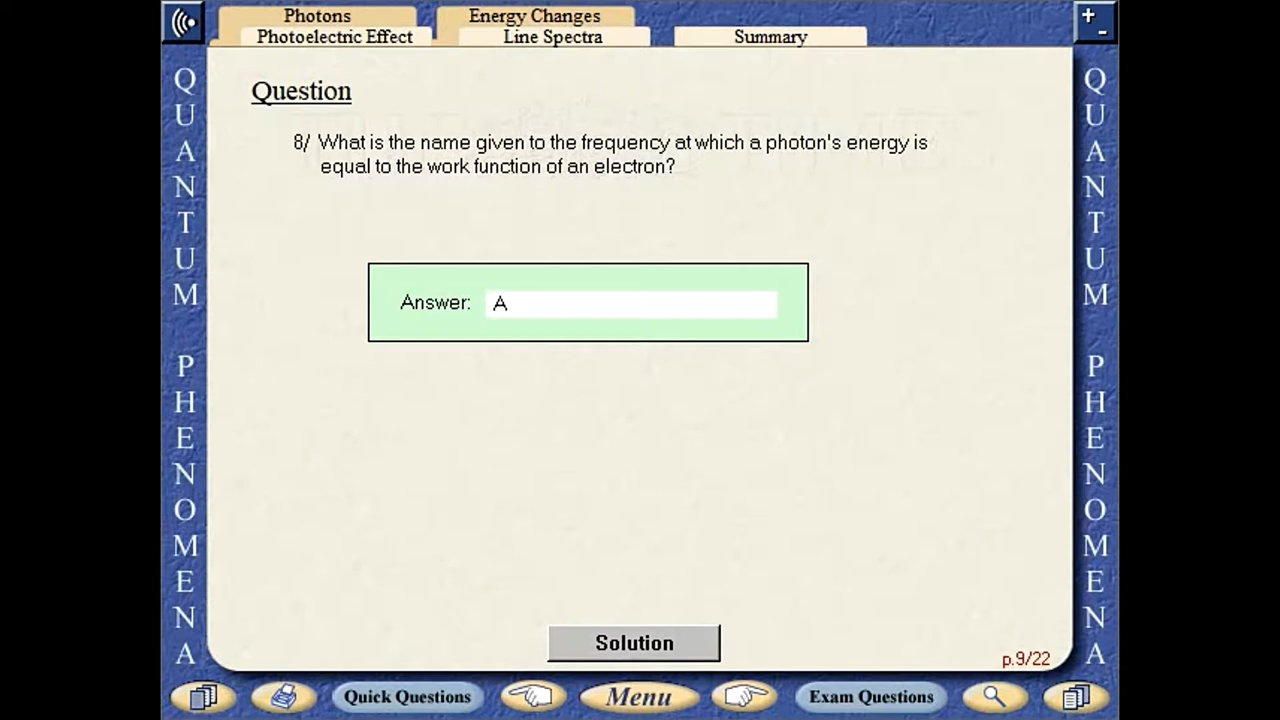 Photons
Energy Changes
Photoelectric Effect
Line Spectra
Summary
+
-
QUANTUM PHENOMENA
QUANTUM PHENOMENA
Question
8/ What is the name given to the frequency at which a photon's energy is
equal to the work function of an electron?
Answer: A
Solution
p.9/22
Quick Questions
Menu
Exam Questions